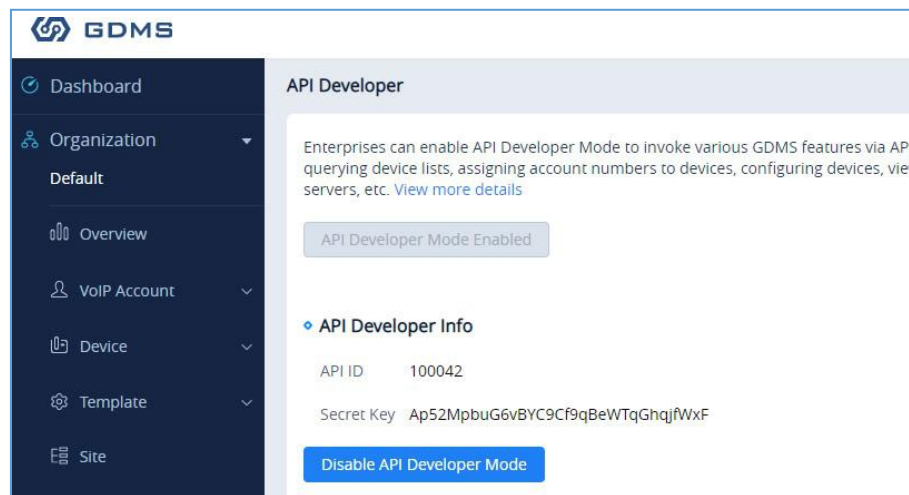 GDMS
Dashboard
Organization
Default
Overview
VoIP Account
Device
Template
Site
API Developer
Enterprises can enable API Developer Mode to invoke various GDMS features via AP
querying device lists, assigning account numbers to devices, configuring devices, vie
servers, etc. View more details
API Developer Mode Enabled
API Developer Info
API ID 100042
Secret Key Ap52MpbuG6vBYC9Cf9qBeWTqGhqjfWxF
Disable API Developer Mode